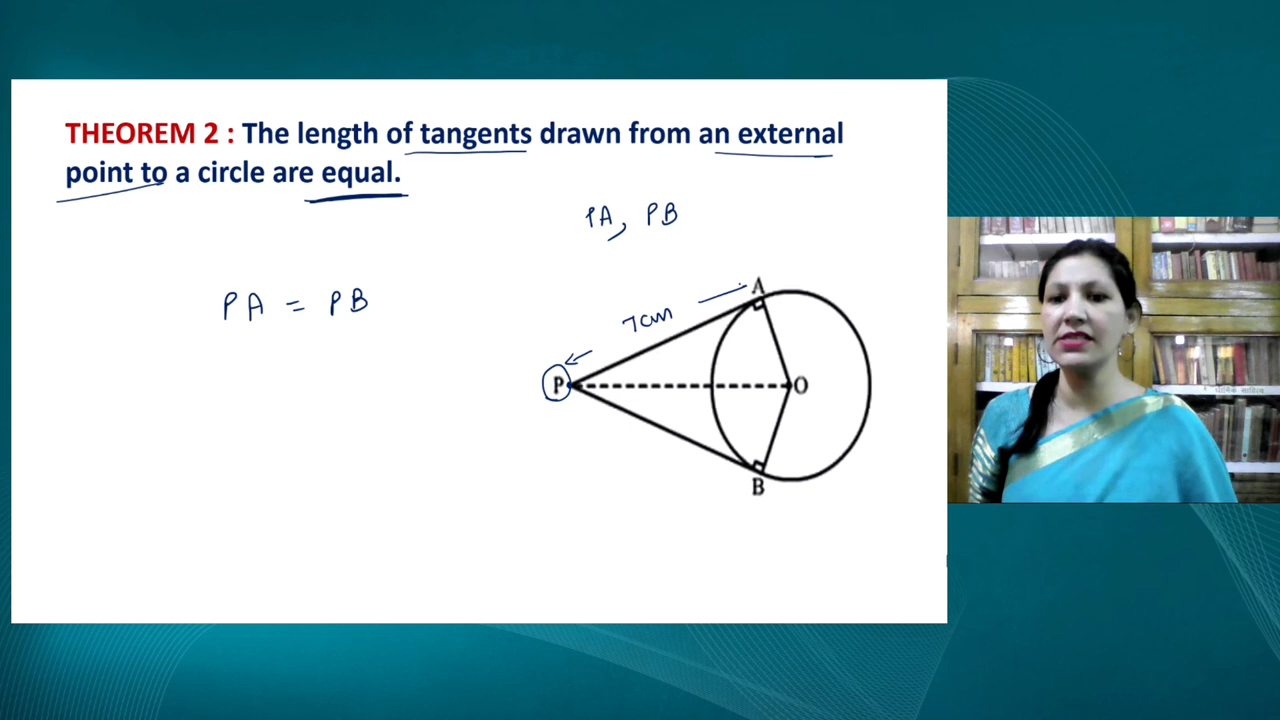 THEOREM 2 : The length of tangents drawn from an external
point to a circle are equal.
PA, PB
PA = PB
7cm
A
P
O
B